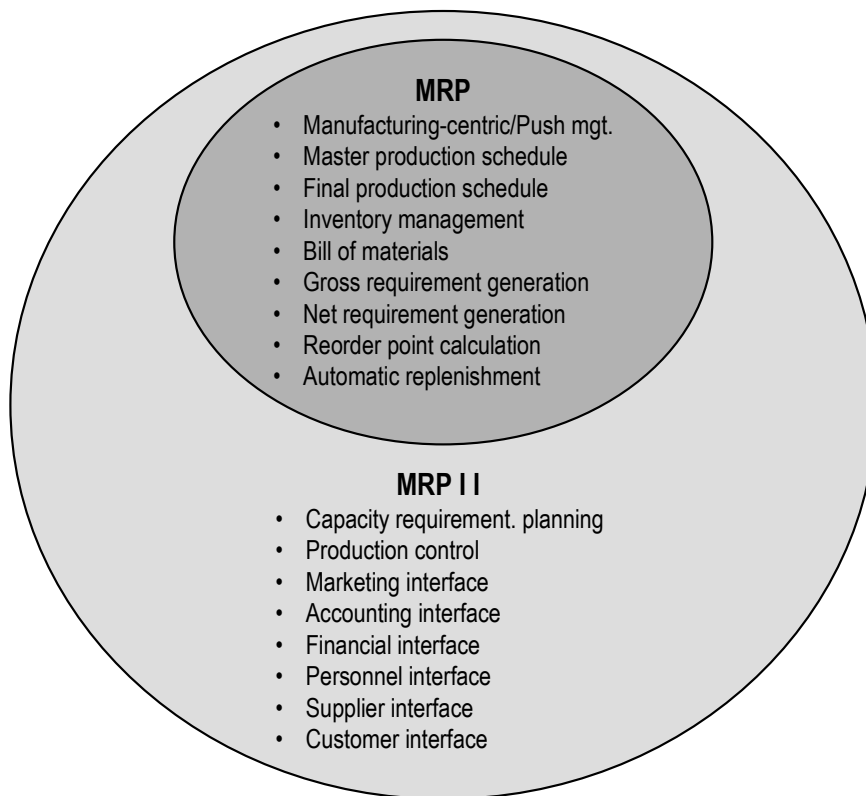 MRP
• Manufacturing-centric/Push mgt.
• Master production schedule
• Final production schedule
• Inventory management
• Bill of materials
• Gross requirement generation
• Net requirement generation
• Reorder point calculation
• Automatic replenishment
MRP I I
• Capacity requirement. planning
• Production control
• Marketing interface
• Accounting interface
• Financial interface
• Personnel interface
• Supplier interface
• Customer interface